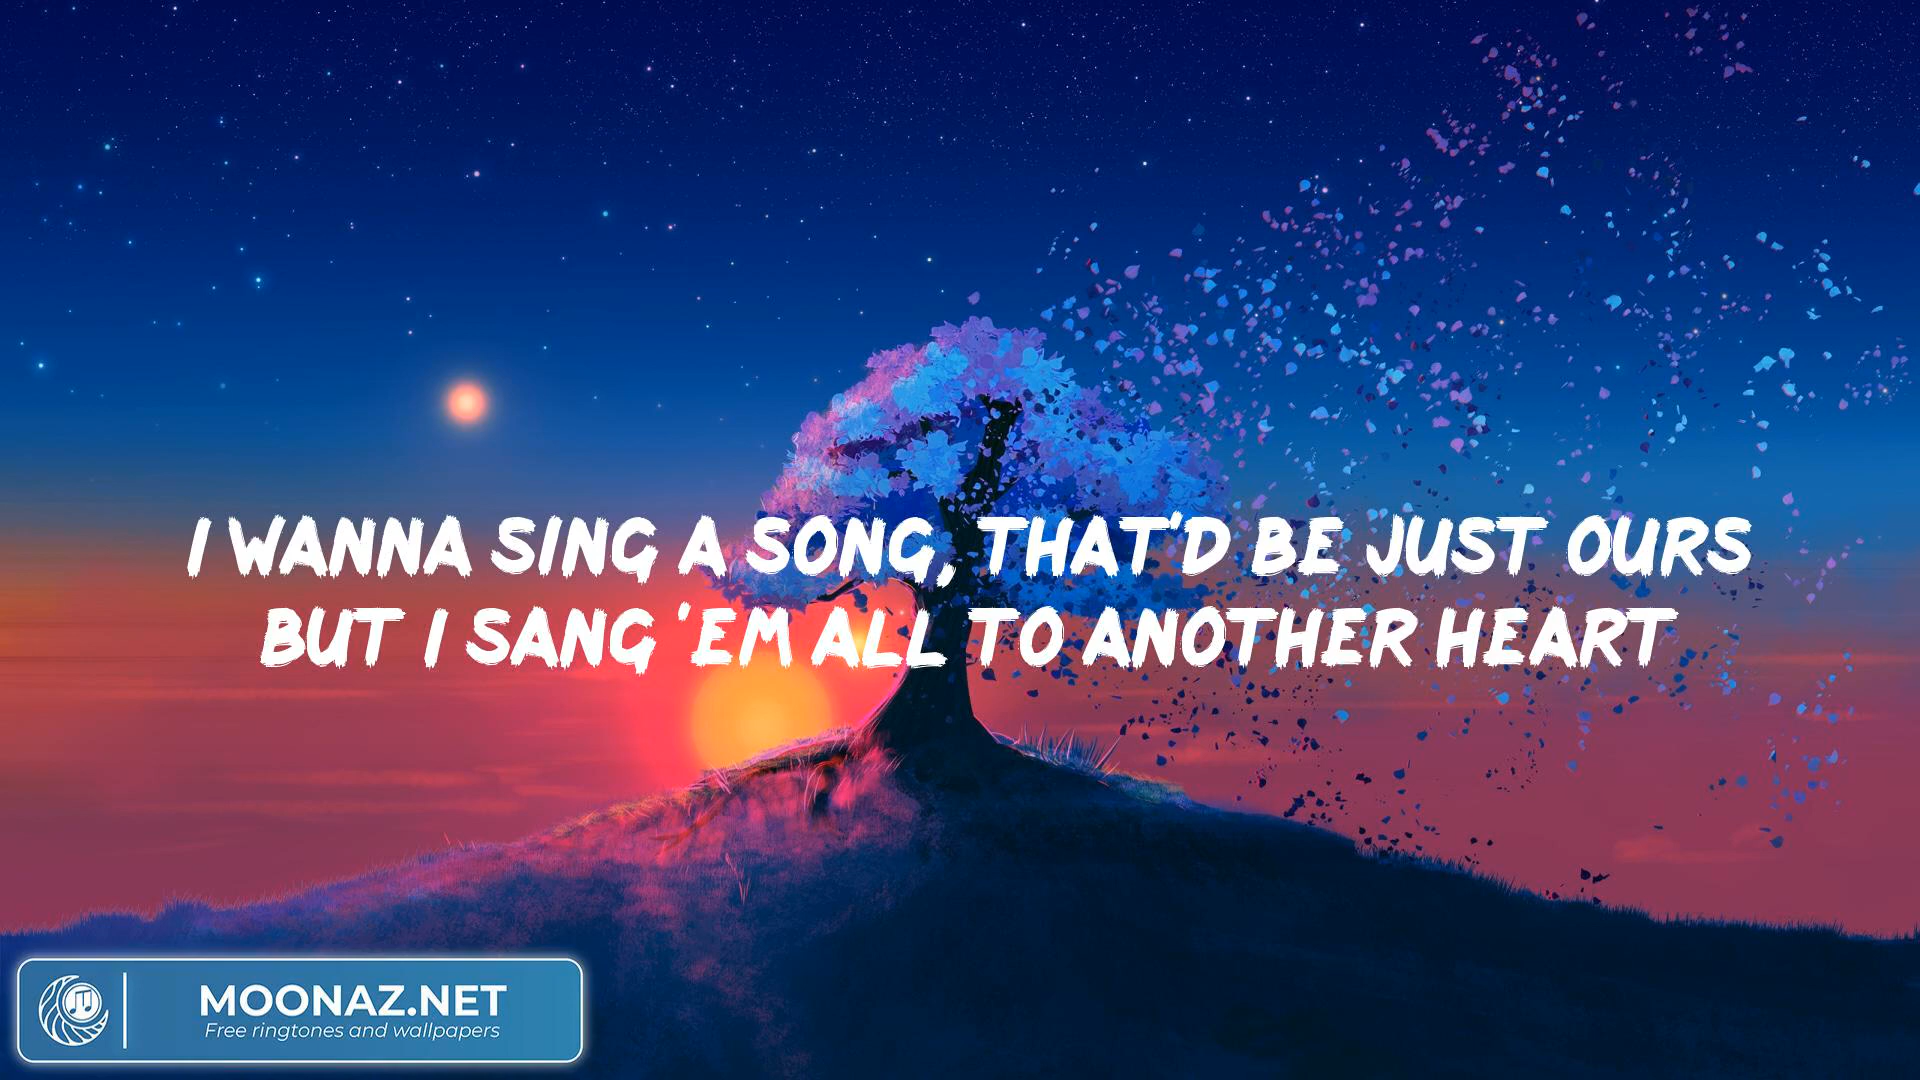 I WANNA SING A SONG, THAT'D BE JUST OURS
BUT I SANG 'EM ALL TO ANOTHER HEART
MOONAZ.NET
Free ringtones and wallpapers